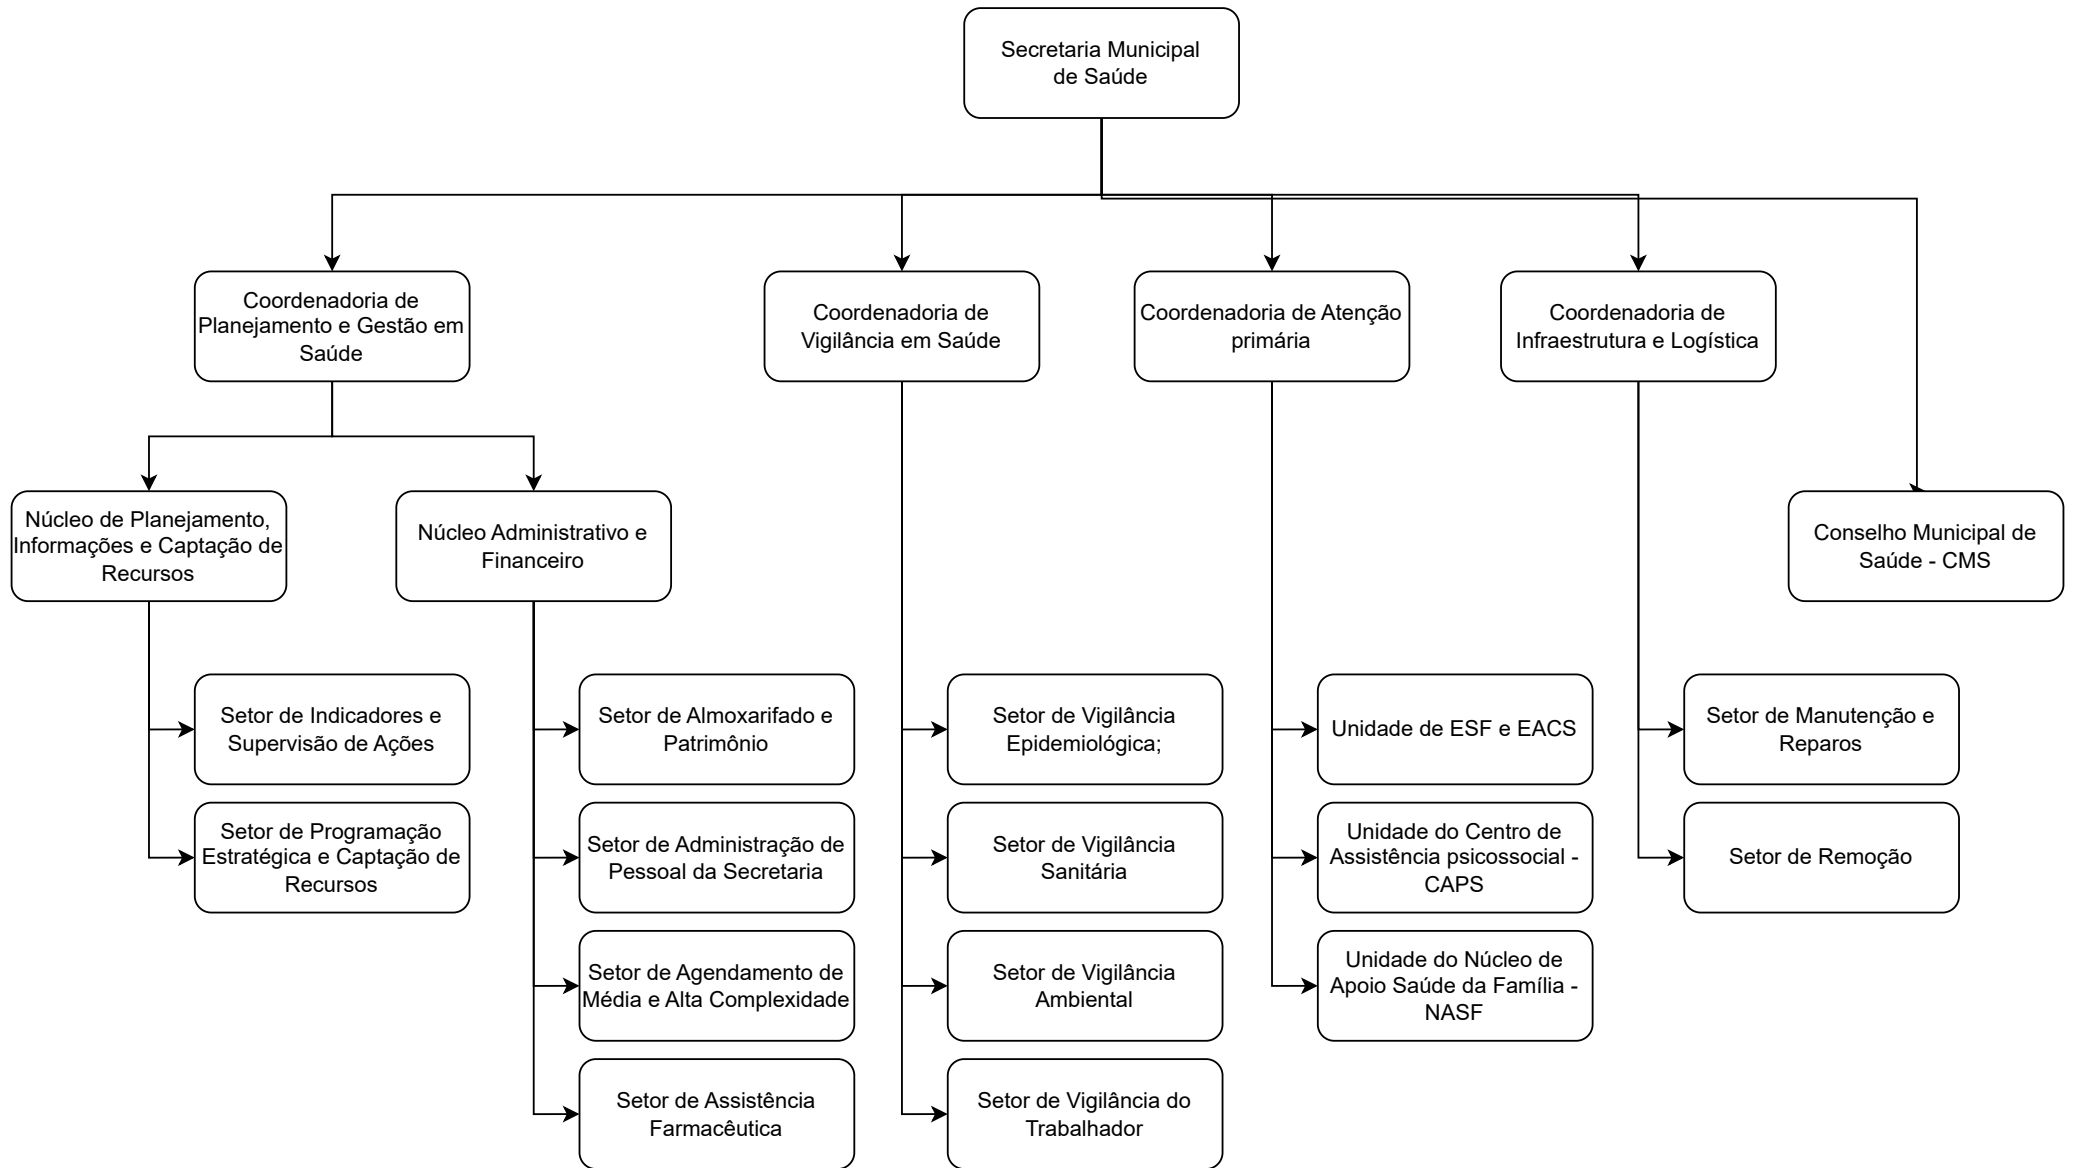 Secretaria Municipal
de Saúde
Coordenadoria de
Planejamento e Gestão em
Saúde
Coordenadoria de
Vigilância em Saúde
Coordenadoria de Atenção
primária
Coordenadoria de
Infraestrutura e Logística
Núcleo de Planejamento,
Informações e Captação de
Recursos
Núcleo Administrativo e
Financeiro
Conselho Municipal de
Saúde - CMS
Setor de Indicadores e
Supervisão de Ações
Setor de Programação
Estratégica e Captação de
Recursos
Setor de Almoxarifado e
Patrimônio
Setor de Administração de
Pessoal da Secretaria
Setor de Agendamento de
Média e Alta Complexidade
Setor de Assistência
Farmacêutica
Setor de Vigilância
Epidemiológica;
Setor de Vigilância
Sanitária
Setor de Vigilância
Ambiental
Setor de Vigilância do
Trabalhador
Unidade de ESF e EACS
Unidade do Centro de
Assistência psicossocial -
CAPS
Unidade do Núcleo de
Apoio Saúde da Família -
NASF
Setor de Manutenção e
Reparos
Setor de Remoção